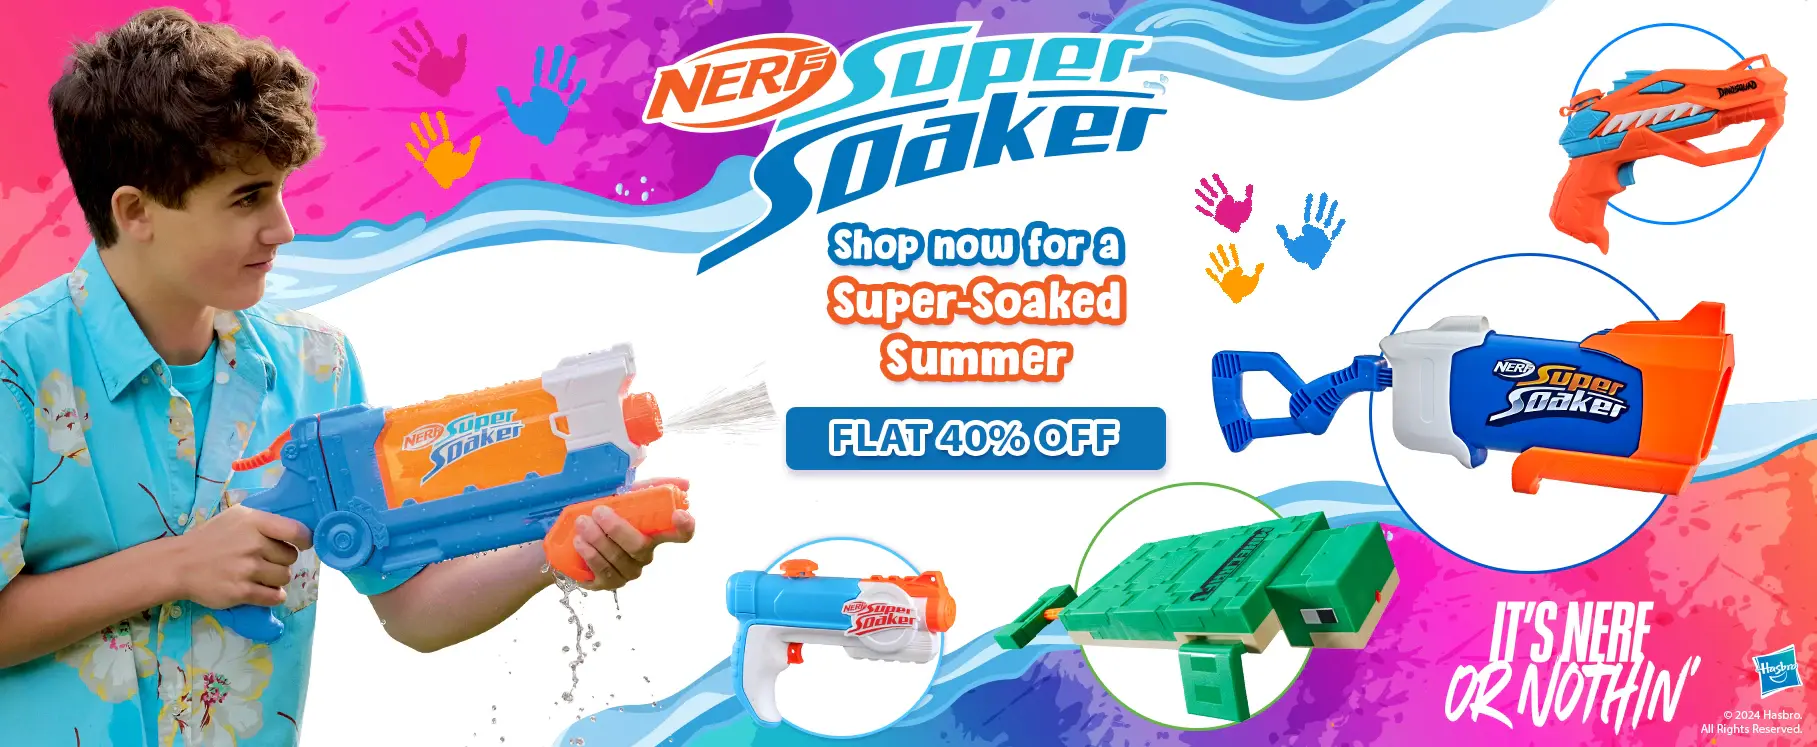 NERF Super
Soaker
Shop now for a
Super-Soaked
Summer
FLAT 40% OFF
NERF Super
Soaker
DINOSQUAD
NERF Super
Soaker
NERF Super
Soaker
MINECRAFT
IT'S NERF
OR NOTHIN'
Hasbro
© 2024 Hasbro.
All Rights Reserved.